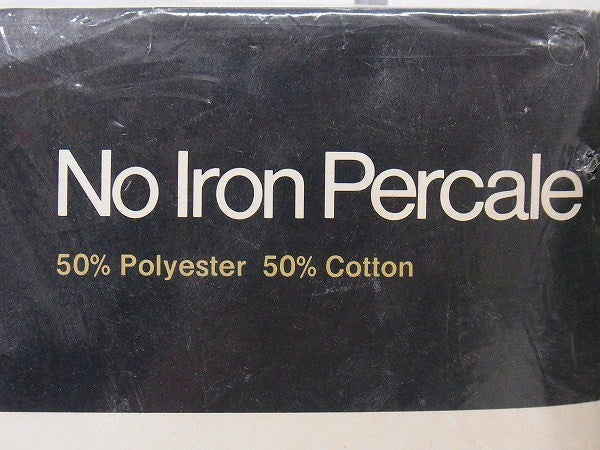 No Iron Percale
50% Polyester 50% Cotton